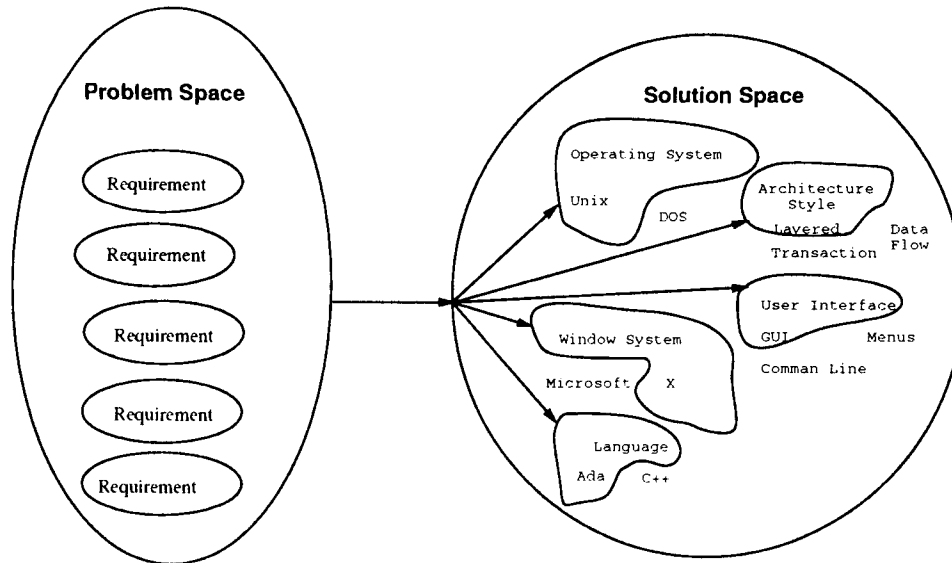 Problem Space
Requirement
Requirement
Requirement
Requirement
Requirement
Solution Space
Operating System
Unix
DOS
Architecture
Style
Layered
Data
Flow
Transaction
User Interface
GUI
Menus
Comman Line
Window System
Microsoft
X
Language
Ada
C++